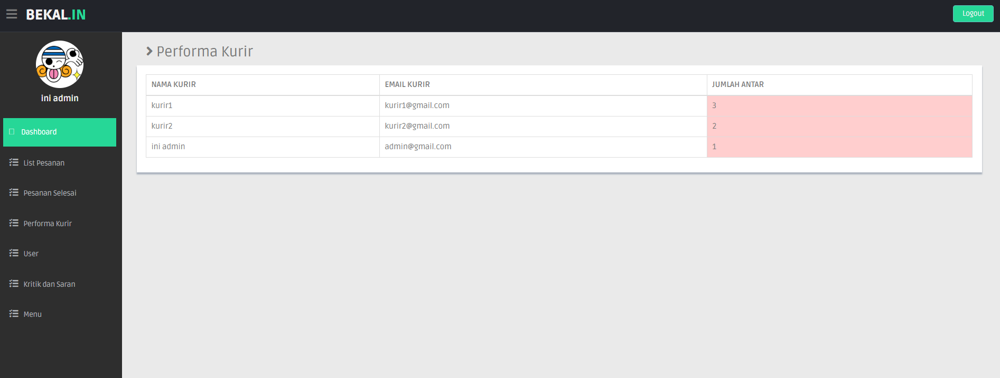 BEKAL.IN
Logout
ini admin
Dashboard
List Pesanan
Pesanan Selesai
Performa Kurir
User
Kritik dan Saran
Menu
Performa Kurir
NAMA KURIR EMAIL KURIR JUMLAH ANTAR
kurir1 kurir1@gmail.com 3
kurir2 kurir2@gmail.com 2
ini admin admin@gmail.com 1